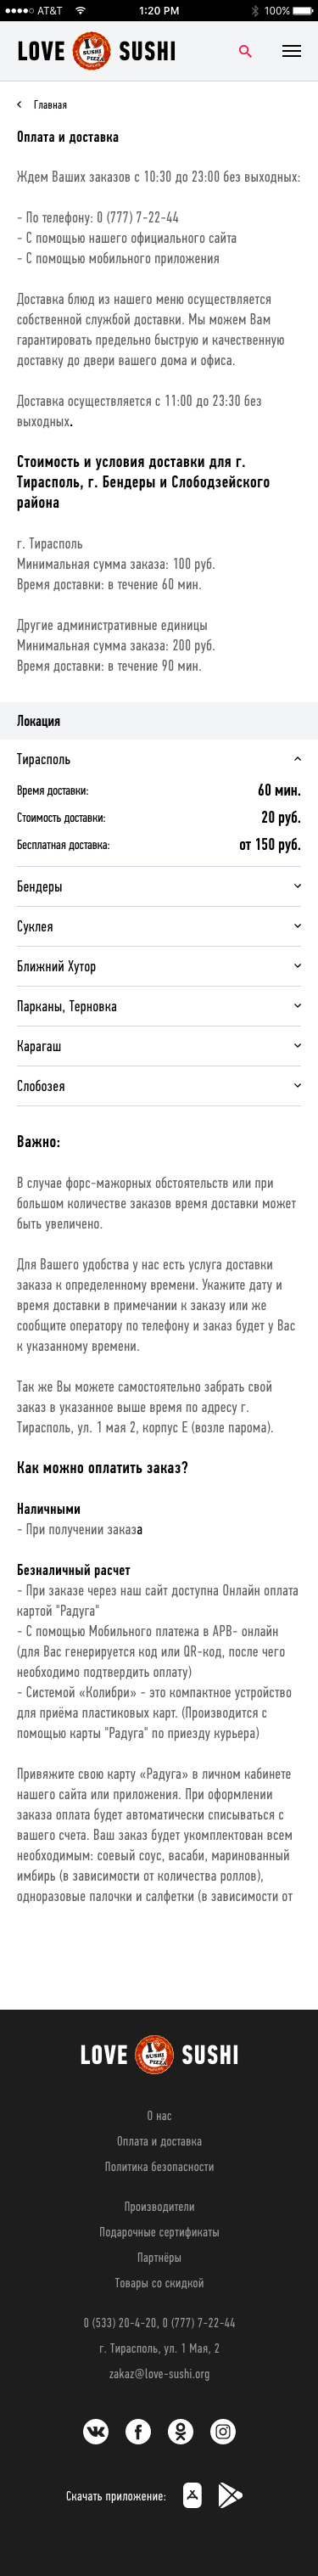 AT&T 1:20 PM 100%
LOVE SUSHI PIZZA SUSHI
Главная
Оплата и доставка
Ждем Ваших заказов с 10:30 до 23:00 без выходных:
- По телефону: 0 (777) 7-22-44
- С помощью нашего официального сайта
- С помощью мобильного приложения
Доставка блюд из нашего меню осуществляется
собственной службой доставки. Мы можем Вам
гарантировать предельно быструю и качественную
доставку до двери вашего дома и офиса.
Доставка осуществляется с 11:00 до 23:30 без
выходных.
Стоимость и условия доставки для г.
Тирасполь, г. Бендеры и Слободзейского
района
г. Тирасполь
Минимальная сумма заказа: 100 руб.
Время доставки: в течение 60 мин.
Другие административные единицы
Минимальная сумма заказа: 200 руб.
Время доставки: в течение 90 мин.
Локация
Тирасполь
Время доставки: 60 мин.
Стоимость доставки: 20 руб.
Бесплатная доставка: от 150 руб.
Бендеры
Суклея
Ближний Хутор
Парканы, Терновка
Карагаш
Слобозея
Важно:
В случае форс-мажорных обстоятельств или при
большом количестве заказов время доставки может
быть увеличено.
Для Вашего удобства у нас есть услуга доставки
заказа к определенному времени. Укажите дату и
время доставки в примечании к заказу или же
сообщите оператору по телефону и заказ будет у Вас
к указанному времени.
Так же Вы можете самостоятельно забрать свой
заказ в указанное выше время по адресу г.
Тирасполь, ул. 1 мая 2, корпус Е (возле парома).
Как можно оплатить заказ?
Наличными
- При получении заказа
Безналичный расчет
- При заказе через наш сайт доступна Онлайн оплата
картой "Радуга"
- С помощью Мобильного платежа в АРВ- онлайн
(для Вас генерируется код или QR-код, после чего
необходимо подтвердить оплату)
- Системой «Колибри» - это компактное устройство
для приёма пластиковых карт. (Производится с
помощью карты "Радуга" по приезду курьера)
Привяжите свою карту «Радуга» в личном кабинете
нашего сайта или приложения. При оформлении
заказа оплата будет автоматически списываться с
вашего счета. Ваш заказ будет укомплектован всем
необходимым: соевый соус, васаби, маринованный
имбирь (в зависимости от количества роллов),
одноразовые палочки и салфетки (в зависимости от
LOVE SUSHI PIZZA SUSHI
О нас
Оплата и доставка
Политика безопасности
Производители
Подарочные сертификаты
Партнёры
Товары со скидкой
0 (533) 20-4-20, 0 (777) 7-22-44
г. Тирасполь, ул. 1 Мая, 2
zakaz@love-sushi.org
Скачать приложение: